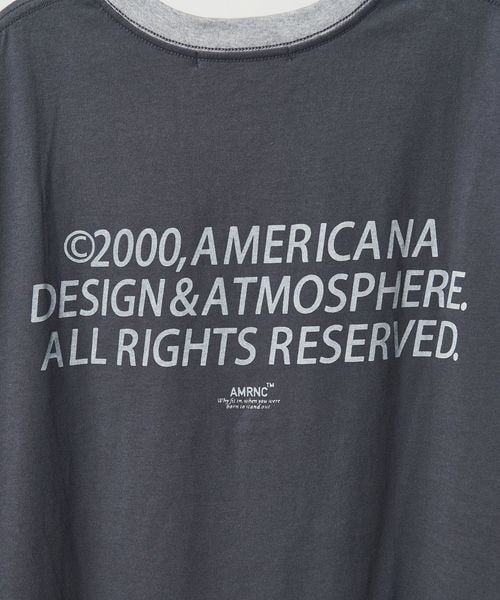 ©2000, AMERICANA
DESIGN & ATMOSPHERE.
ALL RIGHTS RESERVED.
AMRNC™
Why fit in, when you were
born to stand out